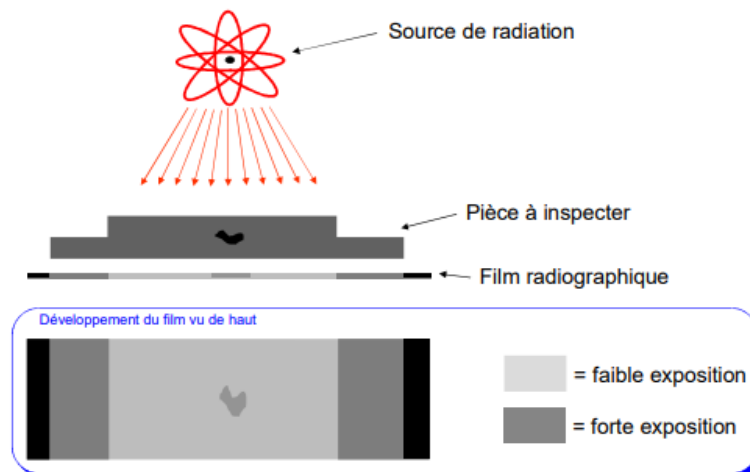 Source de radiation
Pièce à inspecter
Film radiographique
Développement du film vu de haut
= faible exposition
= forte exposition